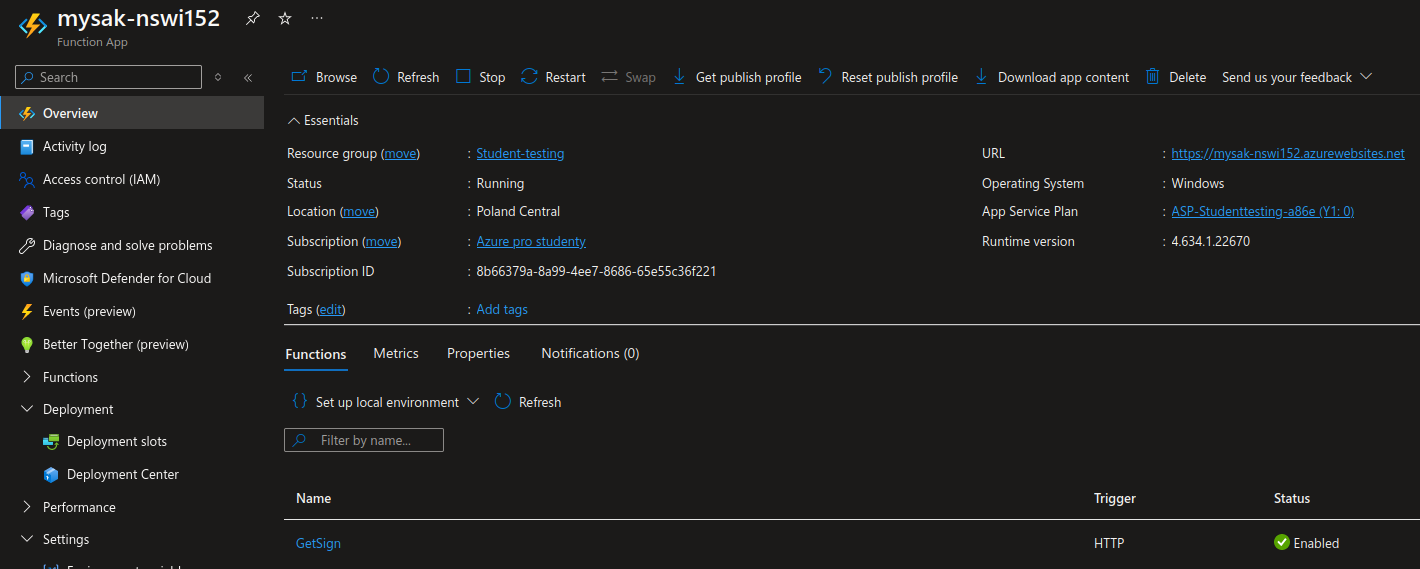 mysak-nswi152
Function App
Search
Overview
Activity log
Access control (IAM)
Tags
Diagnose and solve problems
Microsoft Defender for Cloud
Events (preview)
Better Together (preview)
Functions
Deployment
Deployment slots
Deployment Center
Performance
Settings
Browse Refresh Stop Restart Swap Get publish profile Reset publish profile Download app content Delete Send us your feedback
Essentials
Resource group (move) : Student-testing
Status : Running
Location (move) : Poland Central
Subscription (move) : Azure pro studenty
Subscription ID : 8b66379a-8a99-4ee7-8686-65e55c36f221
Tags (edit) : Add tags
URL : https://mysak-nswi152.azurewebsites.net
Operating System : Windows
App Service Plan : ASP-Studenttesting-a86e (Y1: 0)
Runtime version : 4.634.1.22670
Functions Metrics Properties Notifications (0)
{} Set up local environment Refresh
Filter by name...
Name Trigger Status
GetSign HTTP Enabled